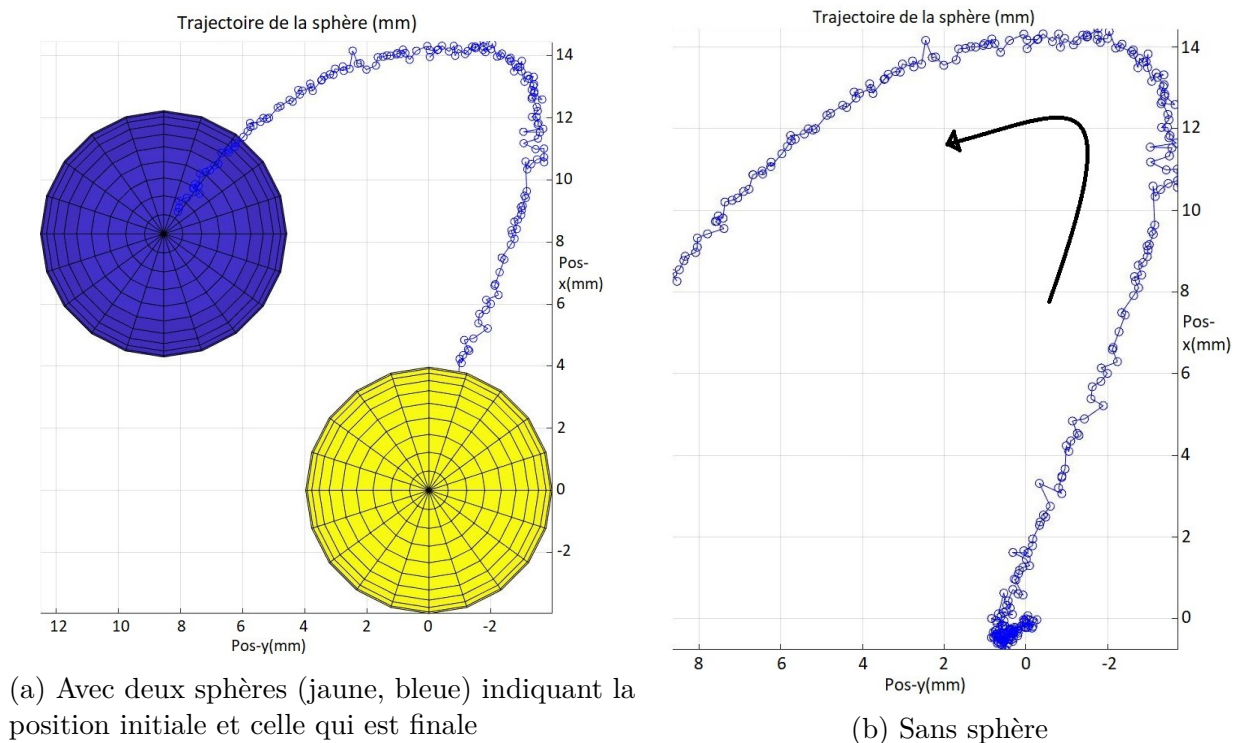 Trajectoire de la sphère (mm)
14
12
10
8
Pos-
x(mm)
6
4
2
0
-2
12 10 8 6 4 2 0 -2
Pos-y(mm)
(a) Avec deux sphères (jaune, bleue) indiquant la
position initiale et celle qui est finale
Trajectoire de la sphère (mm)
14
12
10
8
Pos-
x(mm)
6
4
2
0
8 6 4 2 0 -2
Pos-y(mm)
(b) Sans sphère